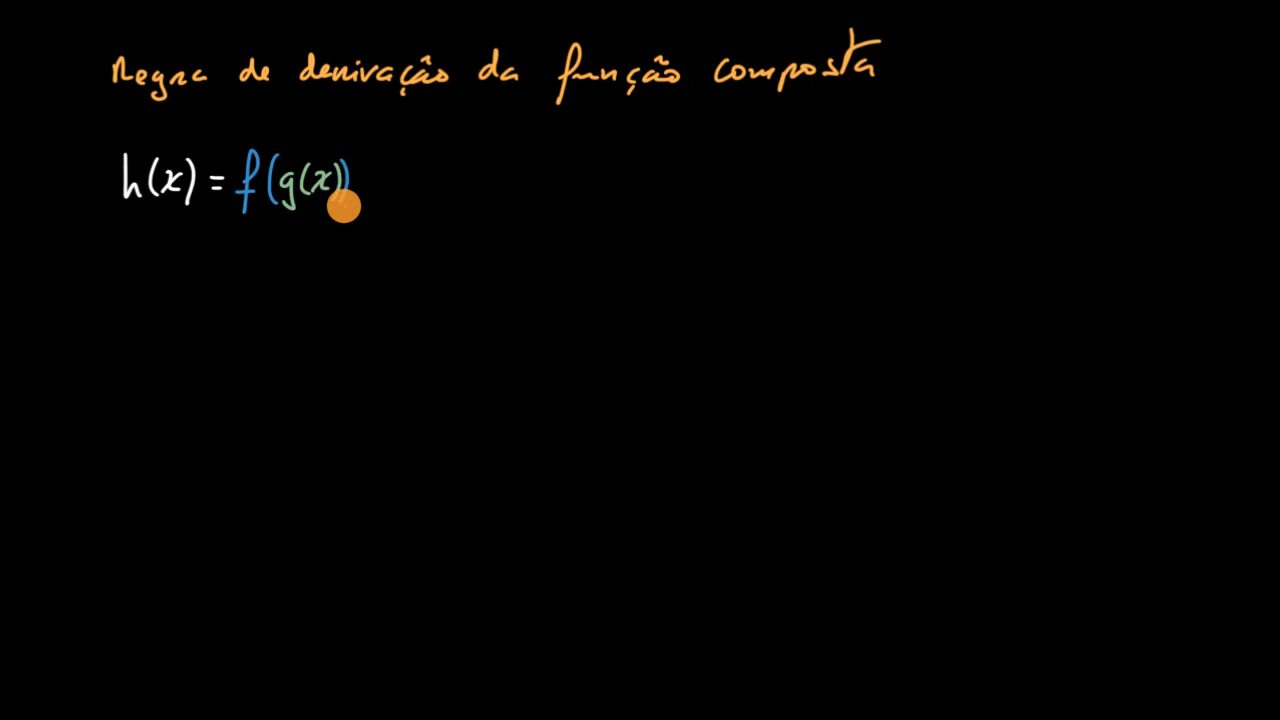 Regra de derivação da função composta
h(x) = f(g(x))